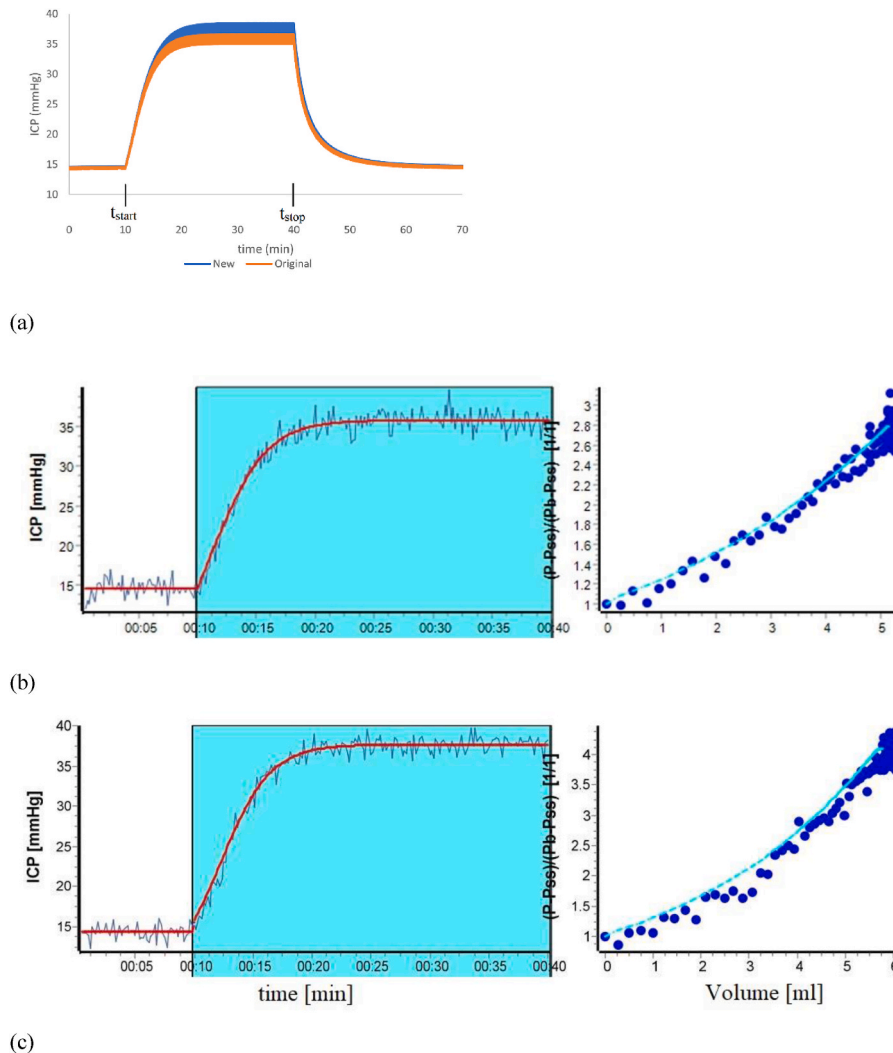 40
35
30
25
20
15
10
ICP (mmHg)
t_start
t_stop
0 10 20 30 40 50 60 70
time (min)
New Original
(a)
35
30
25
20
15
ICP [mmHg]
00:05 00:10 00:15 00:20 00:25 00:30 00:35 00:40
3
2.8
2.6
2.4
2.2
2
1.8
1.6
1.4
1.2
1
(P-Pss)/(Pb-Pss) [1/1]
0 1 2 3 4 5
(b)
40
35
30
25
20
15
ICP [mmHg]
00:05 00:10 00:15 00:20 00:25 00:30 00:35 00:40
time [min]
4
3.5
3
2.5
2
1.5
1
(P-Pss)/(Pb-Pss) [1/1]
0 1 2 3 4 5 6
Volume [ml]
(c)